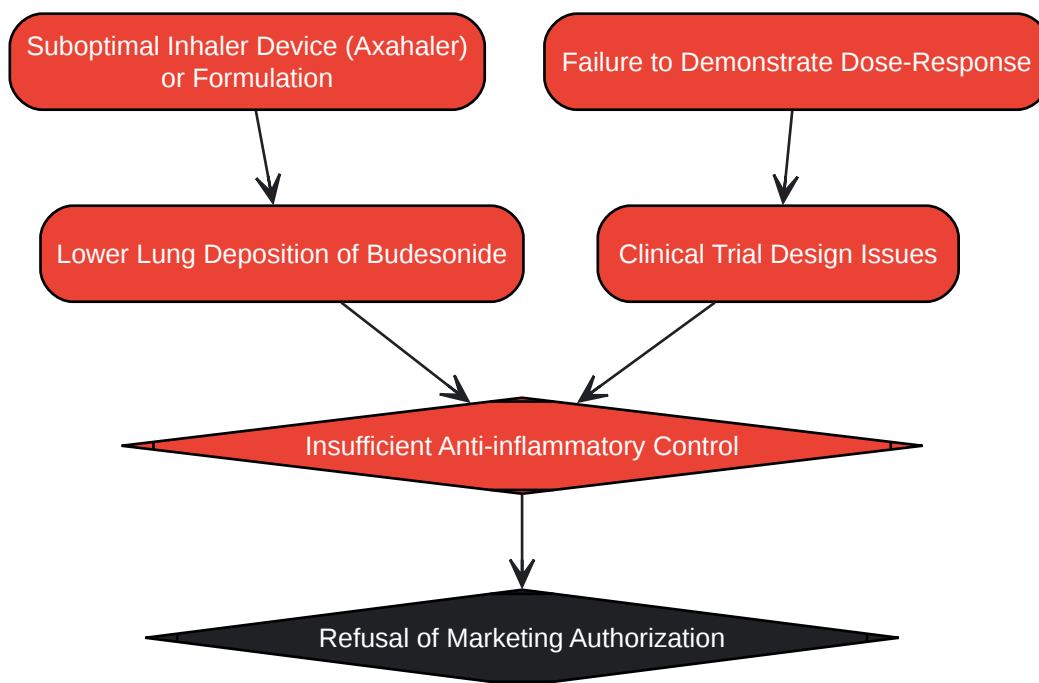 Suboptimal Inhaler Device (Axahaler)
or Formulation
Failure to Demonstrate Dose-Response
Lower Lung Deposition of Budesonide
Clinical Trial Design Issues
Insufficient Anti-inflammatory Control
Refusal of Marketing Authorization